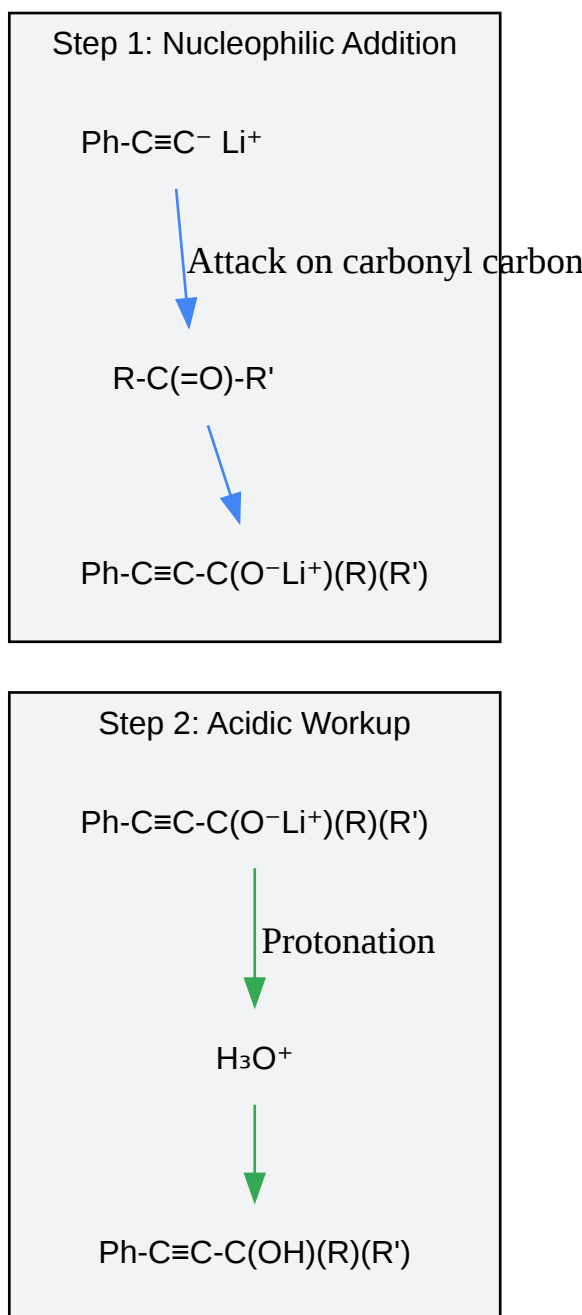 Step 1: Nucleophilic Addition
Ph-C≡C⁻ Li⁺
Attack on carbonyl carbon
R-C(=O)-R'
Ph-C≡C-C(O⁻Li⁺)(R)(R')
Step 2: Acidic Workup
Ph-C≡C-C(O⁻Li⁺)(R)(R')
Protonation
H₃O⁺
Ph-C≡C-C(OH)(R)(R')